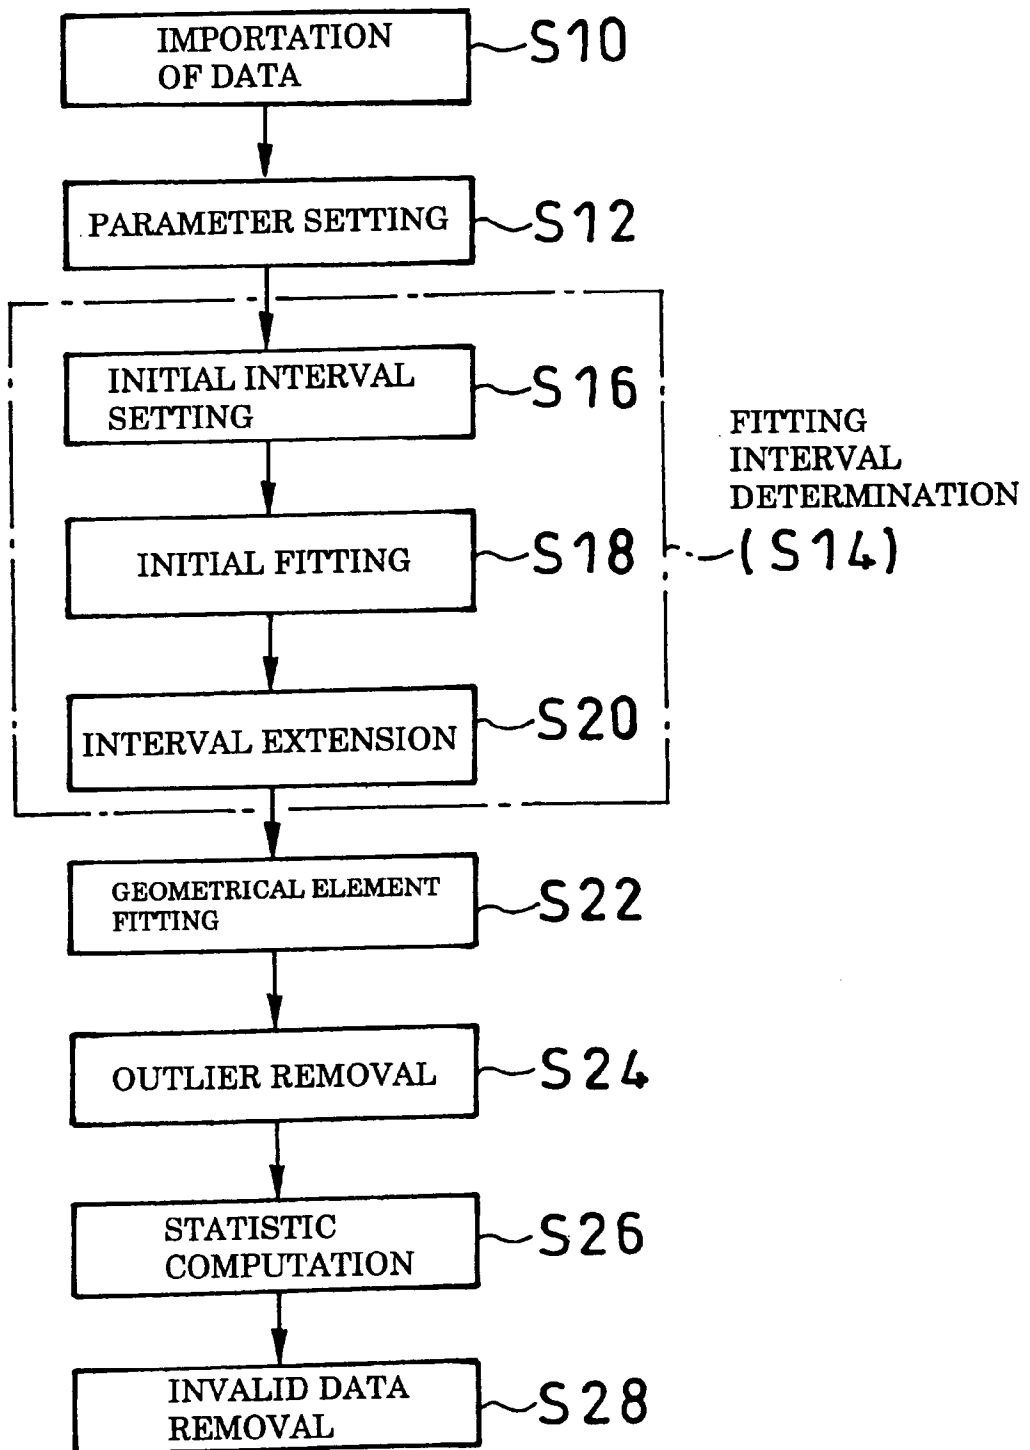 IMPORTATION
OF DATA
S10
PARAMETER SETTING
S12
INITIAL INTERVAL
SETTING
S16
FITTING
INTERVAL
DETERMINATION
(S14)
INITIAL FITTING
S18
INTERVAL EXTENSION
S20
GEOMETRICAL ELEMENT
FITTING
S22
OUTLIER REMOVAL
S24
STATISTIC
COMPUTATION
S26
INVALID DATA
REMOVAL
S28